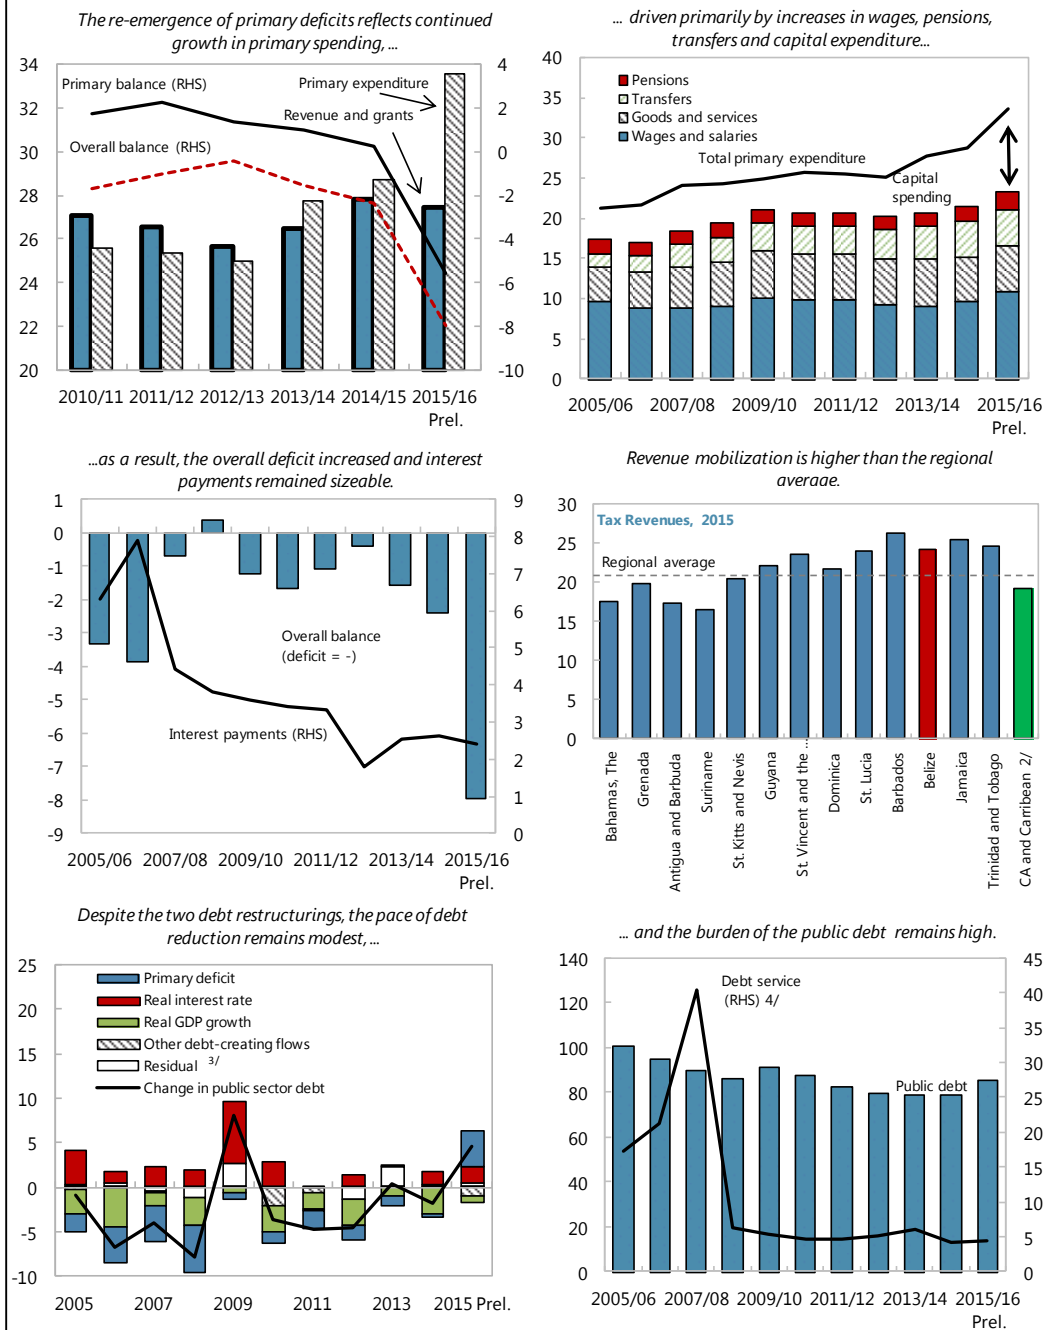 The re-emergence of primary deficits reflects continued
growth in primary spending, ...
34
32
30
28
26
24
22
20
4
2
0
-2
-4
-6
-8
-10
Primary balance (RHS)
Primary expenditure
Revenue and grants
Overall balance (RHS)
2010/11 2011/12 2012/13 2013/14 2014/15 2015/16
Prel.
... driven primarily by increases in wages, pensions,
transfers and capital expenditure...
40
35
30
25
20
15
10
5
0
Pensions
Transfers
Goods and services
Wages and salaries
Total primary expenditure
Capital
spending
2005/06 2007/08 2009/10 2011/12 2013/14 2015/16
Prel.
...as a result, the overall deficit increased and interest
payments remained sizeable.
1
0
-1
-2
-3
-4
-5
-6
-7
-8
-9
9
8
7
6
5
4
3
2
1
0
Overall balance
(deficit = -)
Interest payments (RHS)
2005/06 2007/08 2009/10 2011/12 2013/14 2015/16
Prel.
Revenue mobilization is higher than the regional
average.
30
25
20
15
10
5
0
Tax Revenues, 2015
Regional average
Bahamas, The
Grenada
Antigua and Barbuda
Suriname
St. Kitts and Nevis
Guyana
St. Vincent and the ...
Dominica
St. Lucia
Barbados
Belize
Jamaica
Trinidad and Tobago
CA and Carribean 2/
Despite the two debt restructurings, the pace of debt
reduction remains modest, ...
25
20
15
10
5
0
-5
-10
Primary deficit
Real interest rate
Real GDP growth
Other debt-creating flows
Residual 3/
Change in public sector debt
2005 2007 2009 2011 2013 2015 Prel.
... and the burden of the public debt remains high.
140
120
100
80
60
40
20
0
45
40
35
30
25
20
15
10
5
0
Debt service
(RHS) 4/
Public debt
2005/06 2007/08 2009/10 2011/12 2013/14 2015/16
Prel.